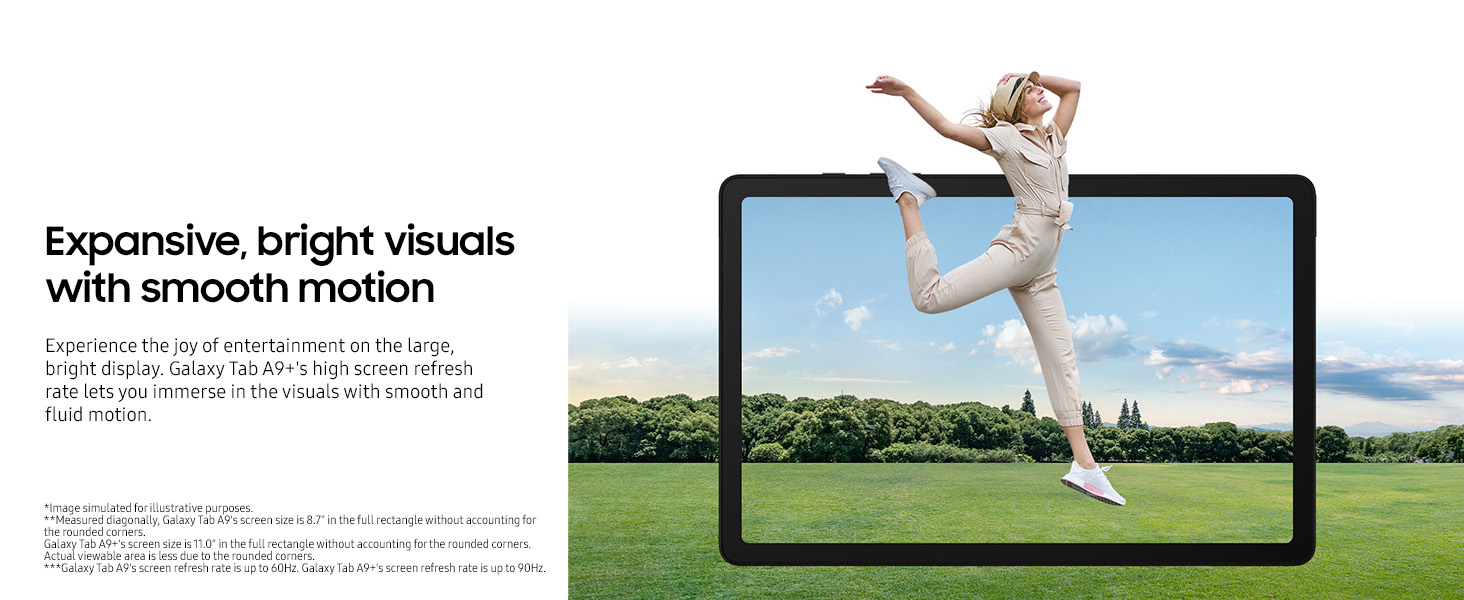 Expansive, bright visuals
with smooth motion
Experience the joy of entertainment on the large,
bright display. Galaxy Tab A9+'s high screen refresh
rate lets you immerse in the visuals with smooth and
fluid motion.
*Image simulated for illustrative purposes.
**Measured diagonally, Galaxy Tab A9's screen size is 8.7" in the full rectangle without accounting for
the rounded corners.
Galaxy Tab A9+'s screen size is 11.0" in the full rectangle without accounting for the rounded corners.
Actual viewable area is less due to the rounded corners.
***Galaxy Tab A9's screen refresh rate is up to 60Hz. Galaxy Tab A9+'s screen refresh rate is up to 90Hz.